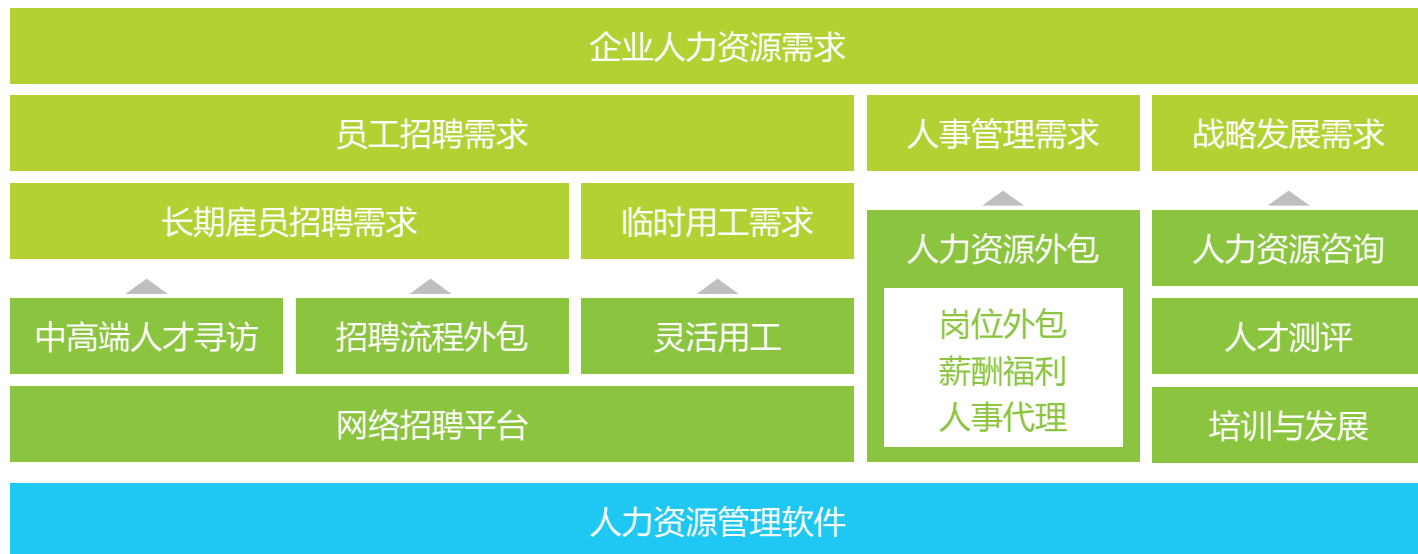 企业人力资源需求
员工招聘需求
人事管理需求
战略发展需求
长期雇员招聘需求
临时用工需求
人力资源外包
人力资源咨询
岗位外包
薪酬福利
人事代理
中高端人才寻访
招聘流程外包
灵活用工
人才测评
网络招聘平台
培训与发展
人力资源管理软件